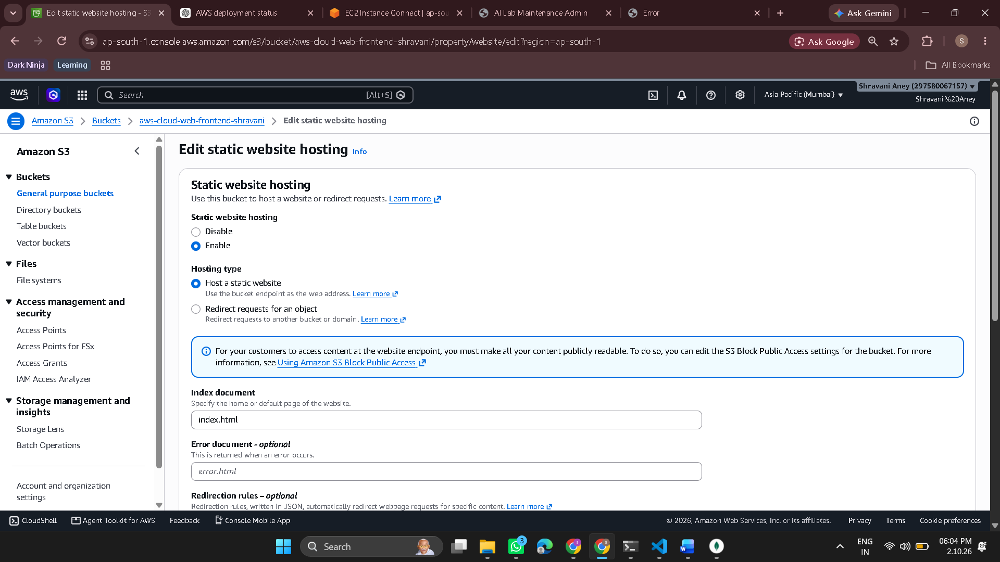 Edit static website hosting - S3
AWS deployment status
EC2 Instance Connect | ap-sou
AI Lab Maintenance Admin
Error
Ask Gemini
ap-south-1.console.aws.amazon.com/s3/bucket/aws-cloud-web-frontend-shravani/property/website/edit?region=ap-south-1
Ask Google
S
Dark Ninja
Learning
All Bookmarks
aws
Search
[Alt+S]
Asia Pacific (Mumbai)
Shravani Aney (297580067157)
Shravani%20Aney
Amazon S3
Buckets
aws-cloud-web-frontend-shravani
Edit static website hosting
Amazon S3
Buckets
General purpose buckets
Directory buckets
Table buckets
Vector buckets
Files
File systems
Access management and
security
Access Points
Access Points for FSx
Access Grants
IAM Access Analyzer
Storage management and
insights
Storage Lens
Batch Operations
Account and organization
settings
Edit static website hosting Info
Static website hosting
Use this bucket to host a website or redirect requests. Learn more
Static website hosting
Disable
Enable
Hosting type
Host a static website
Use the bucket endpoint as the web address. Learn more
Redirect requests for an object
Redirect requests to another bucket or domain. Learn more
For your customers to access content at the website endpoint, you must make all your content publicly readable. To do so, you can edit the S3 Block Public Access settings for the bucket. For more
information, see Using Amazon S3 Block Public Access
Index document
Specify the home or default page of the website.
index.html
Error document - optional
This is returned when an error occurs.
error.html
Redirection rules – optional
Redirection rules, written in JSON, automatically redirect webpage requests for specific content. Learn more
CloudShell
Agent Toolkit for AWS
Feedback
Console Mobile App
© 2026, Amazon Web Services, Inc. or its affiliates.
Privacy
Terms
Cookie preferences
Search
3
ENG
IN
06:04 PM
2.10.26